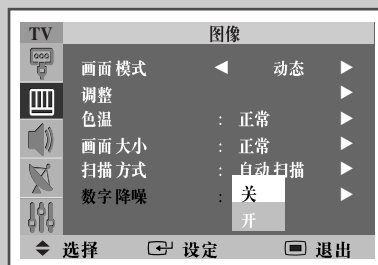 TV 图像
画面模式 ◀ 动态 ▶
调整 ▶
色温 : 正常 ▶
画面大小 : 正常 ▶
扫描方式 : 自动扫描 ▶
数字降噪 : 关 ▶
开
选择 设定 退出